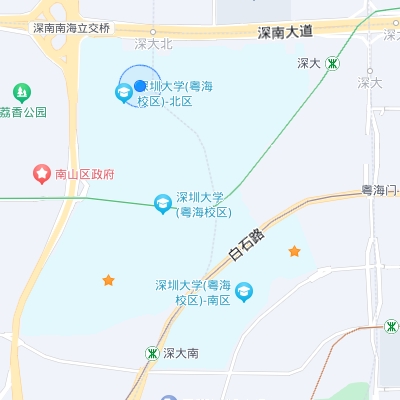 深南南海立交桥
深南大道
深大北
深大
深大
深圳大学(粤海
校区)-北区
荔香公园
南山区政府
粤海门
深圳大学
(粤海校区)
白石路
深圳大学(粤海
校区)-南区
深大南